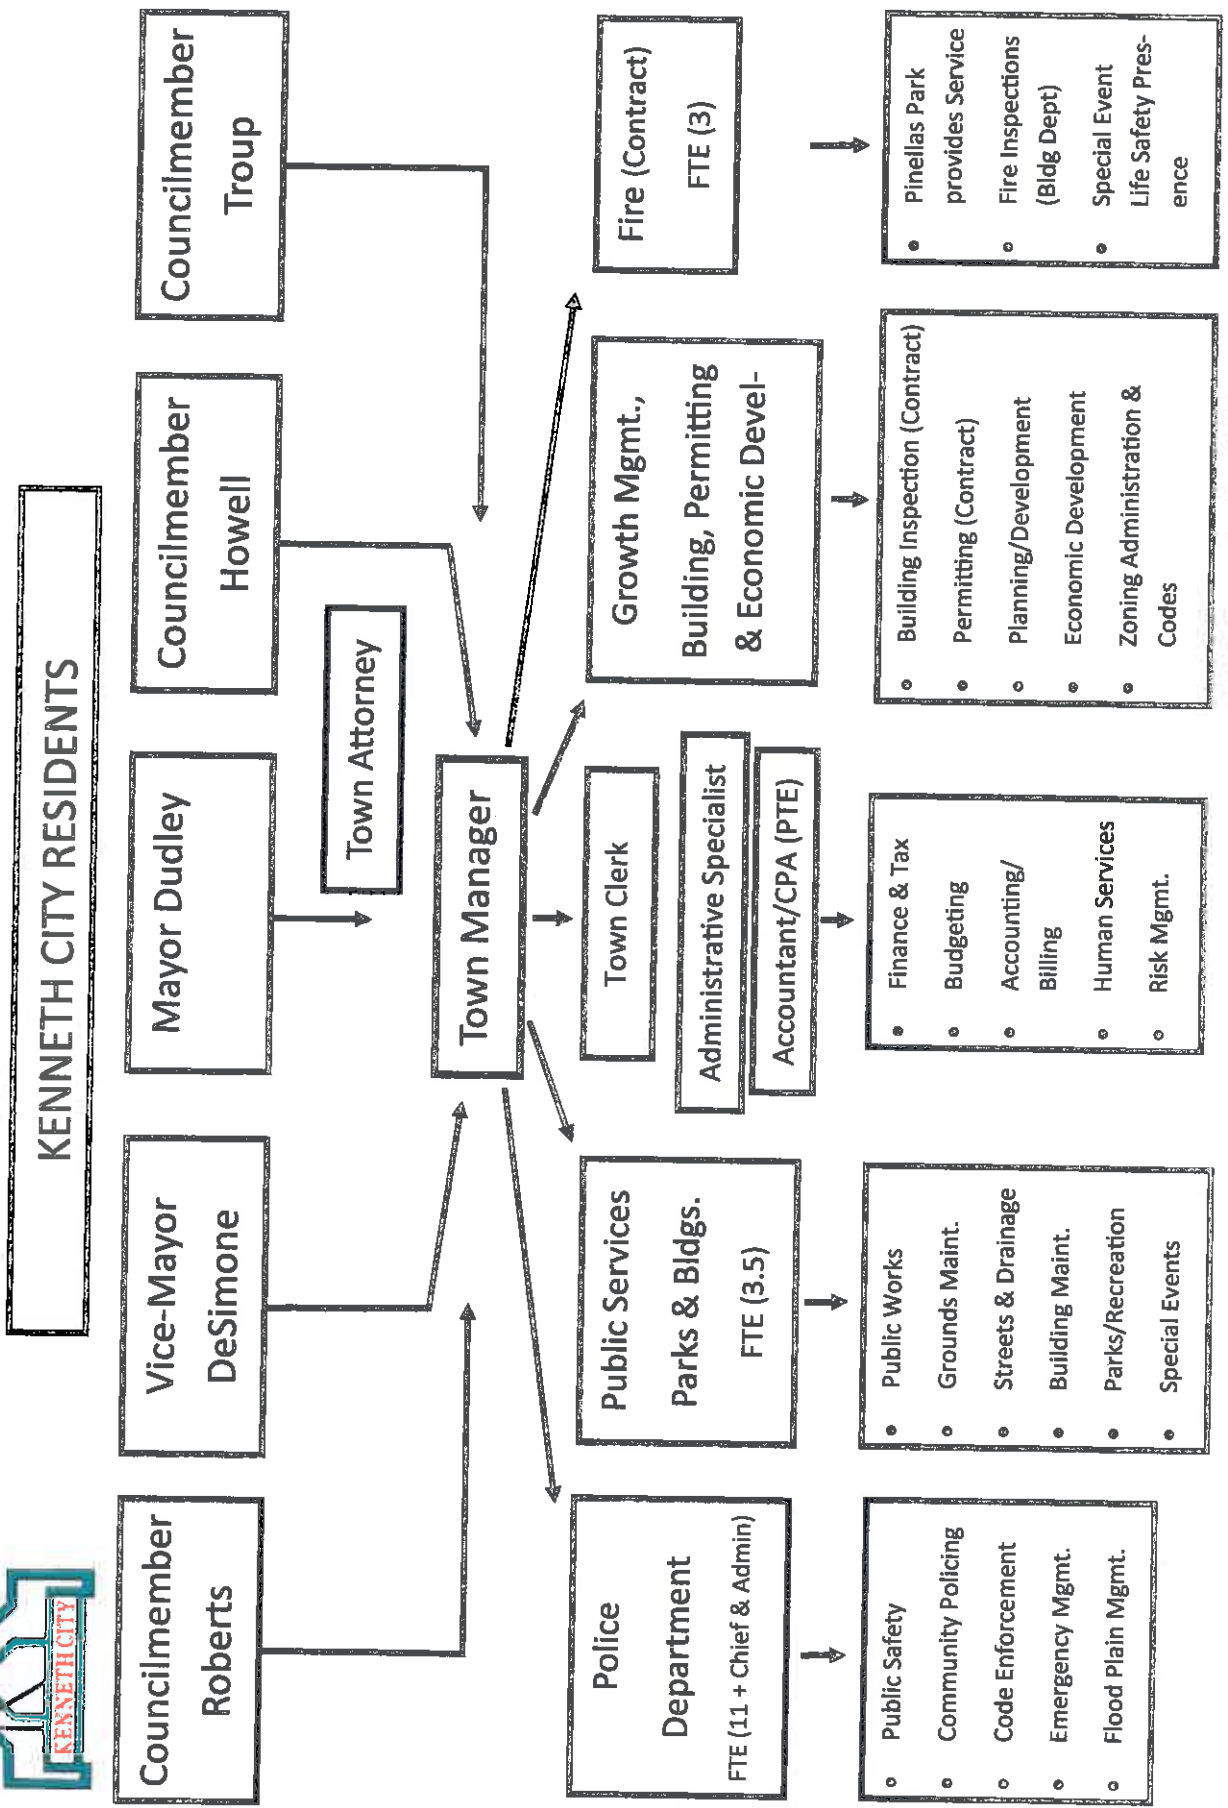 KENNETH CITY
KENNETH CITY RESIDENTS
Councilmember
Roberts
Vice-Mayor
DeSimone
Mayor Dudley
Councilmember
Howell
Councilmember
Troup
Town Attorney
Town Manager
Police
Department
FTE (11 + Chief & Admin)
Public Services
Parks & Bldgs.
FTE (3.5)
Town Clerk
Administrative Specialist
Accountant/CPA (PTE)
Growth Mgmt.,
Building, Permitting
& Economic Devel-
Fire (Contract)
FTE (3)
Public Safety
Community Policing
Code Enforcement
Emergency Mgmt.
Flood Plain Mgmt.
Public Works
Grounds Maint.
Streets & Drainage
Building Maint.
Parks/Recreation
Special Events
Finance & Tax
Budgeting
Accounting/
Billing
Human Services
Risk Mgmt.
Building Inspection (Contract)
Permitting (Contract)
Planning/Development
Economic Development
Zoning Administration &
Codes
Pinellas Park
provides Service
Fire Inspections
(Bldg Dept)
Special Event
Life Safety Pres-
ence